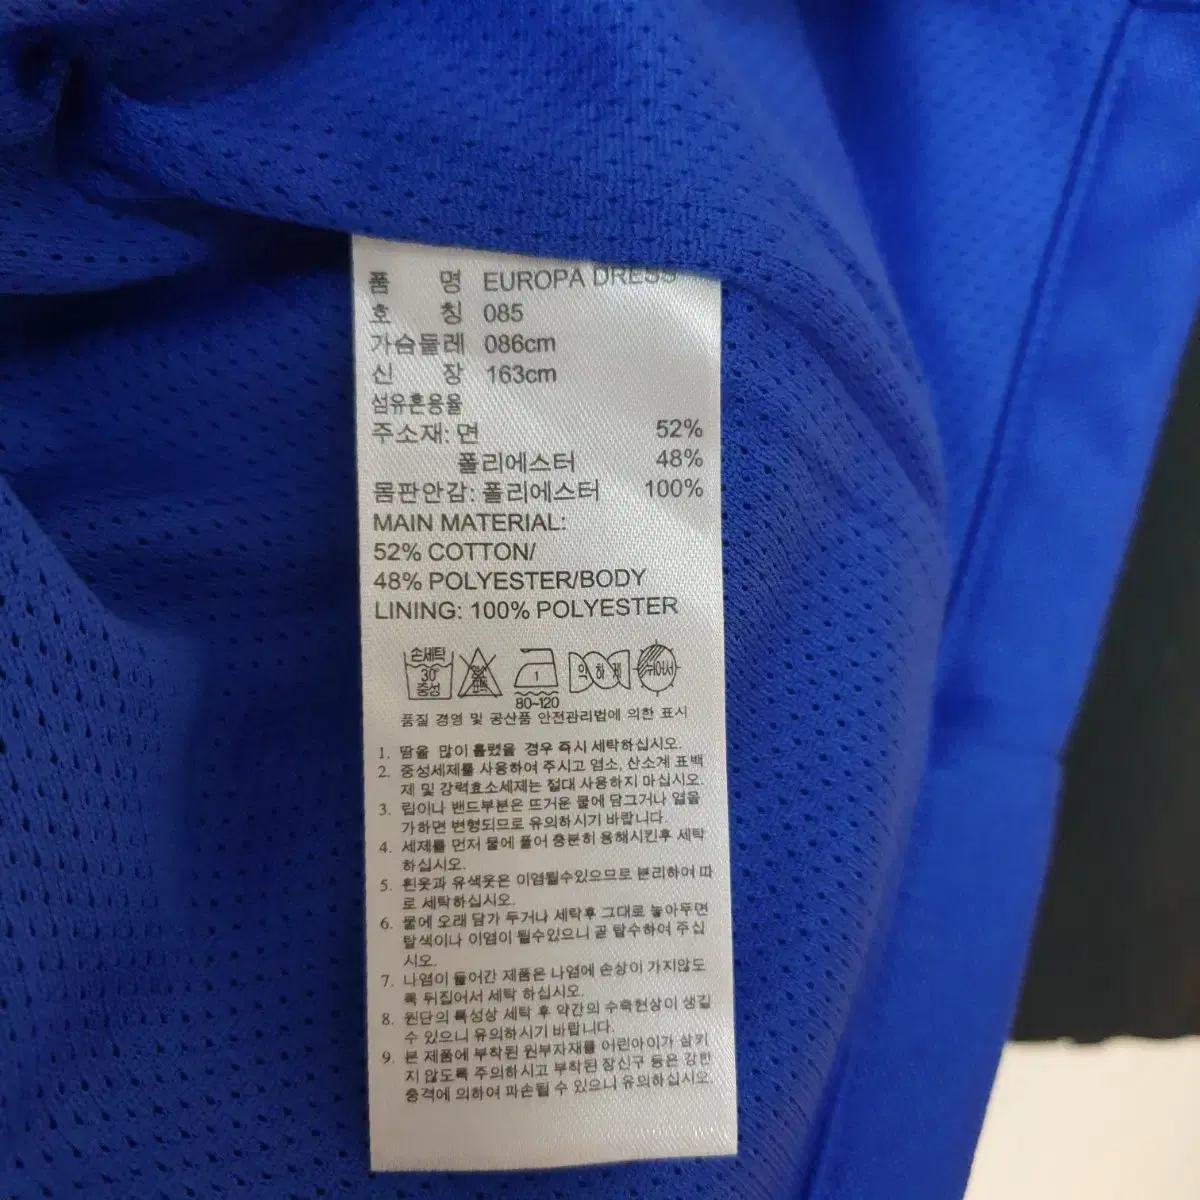 품 명 EUROPA DRESS
호 칭 085
가슴둘레 086cm
신 장 163cm
섬유혼용율
주소재: 면 52%
폴리에스터 48%
몸판안감: 폴리에스터 100%
MAIN MATERIAL:
52% COTTON/
48% POLYESTER/BODY
LINING: 100% POLYESTER
손세탁 30° 중성 약하게 뉘어서
80~120
품질 경영 및 공산품 안전관리법에 의한 표시
1. 땀을 많이 흘렸을 경우 즉시 세탁하십시오.
2. 중성세제를 사용하여 주시고 염소, 산소계 표백
제 및 강력효소세제는 절대 사용하지 마십시오.
3. 립이나 밴드부분은 뜨거운 물에 담그거나 열을
가하면 변형되므로 유의하시기 바랍니다.
4. 세제를 먼저 물에 풀어 충분히 용해시킨후 세탁
하십시오.
5. 흰옷과 유색옷은 이염될수있으므로 분리하여 따
로 세탁하십시오.
6. 물에 오래 담가 두거나 세탁후 그대로 놓아두면
탈색이나 이염이 될수있으니 곧 탈수하여 주십
시오.
7. 나염이 들어간 제품은 나염에 손상이 가지않도
록 뒤집어서 세탁 하십시오.
8. 원단의 특성상 세탁 후 약간의 수축현상이 생길
수 있으니 유의하시기 바랍니다.
9. 본 제품에 부착된 원부자재를 어린아이가 삼키
지 않도록 주의하시고 부착된 장신구 등은 강한
충격에 의하여 파손될 수 있으니 유의하십시오.